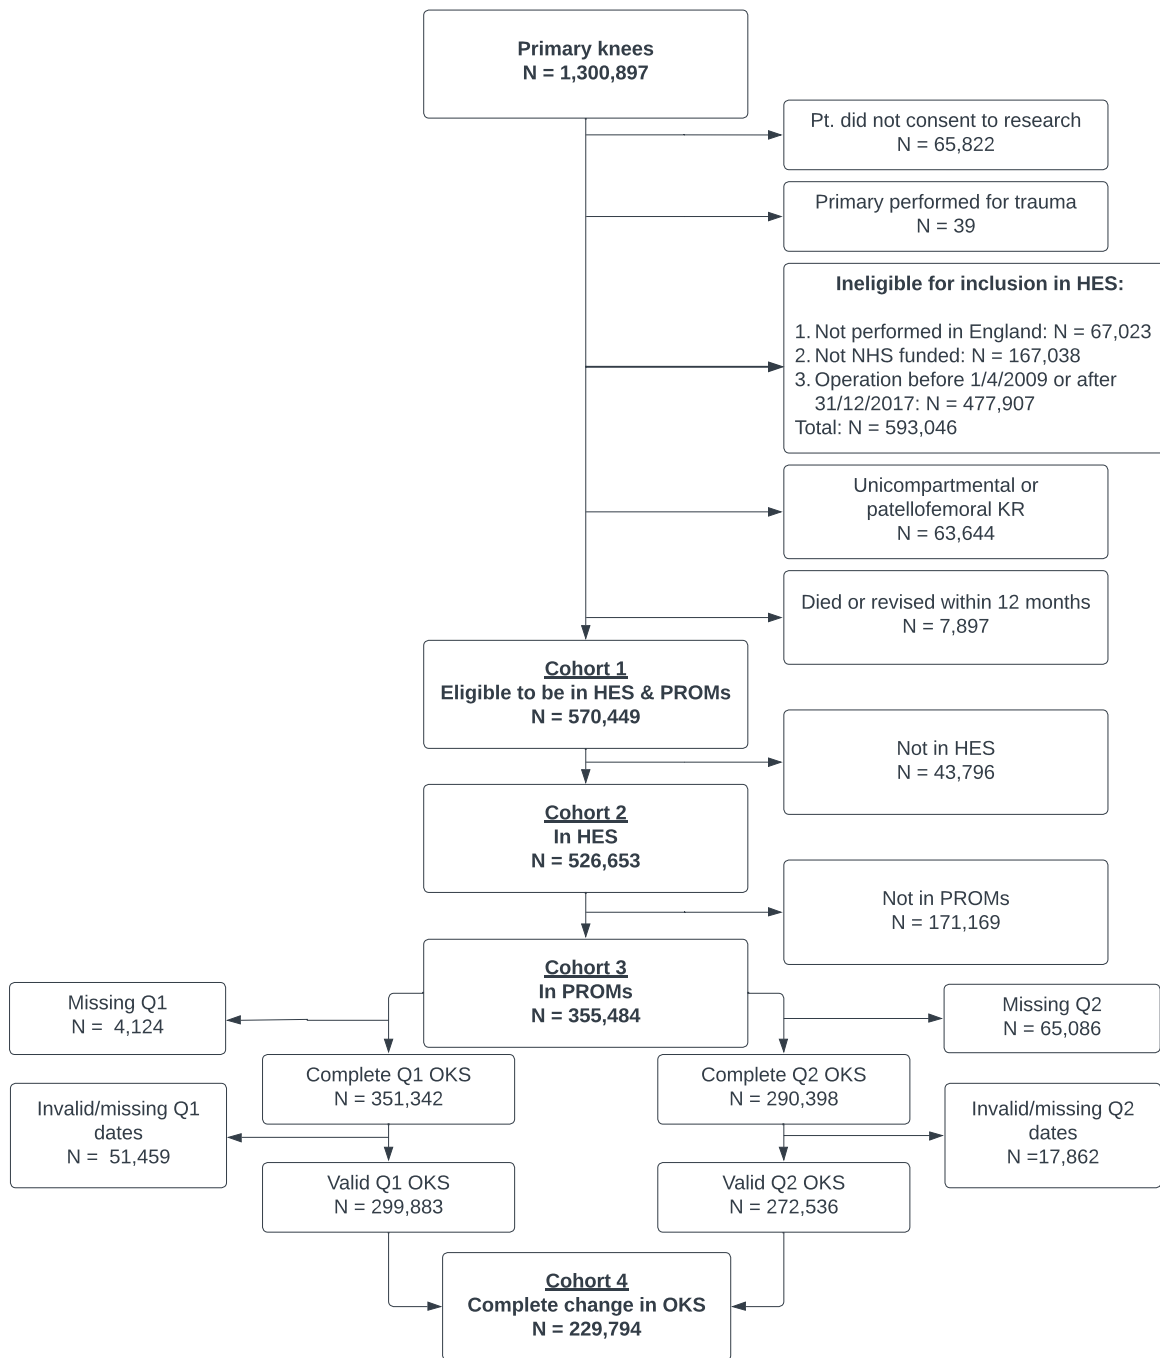 Primary knees
N = 1,300,897
Pt. did not consent to research
N = 65,822
Primary performed for trauma
N = 39
Ineligible for inclusion in HES:
1. Not performed in England: N = 67,023
2. Not NHS funded: N = 167,038
3. Operation before 1/4/2009 or after
31/12/2017: N = 477,907
Total: N = 593,046
Unicompartmental or
patellofemoral KR
N = 63,644
Died or revised within 12 months
N = 7,897
Cohort 1
Eligible to be in HES & PROMs
N = 570,449
Not in HES
N = 43,796
Cohort 2
In HES
N = 526,653
Not in PROMs
N = 171,169
Cohort 3
In PROMs
N = 355,484
Missing Q1
N =  4,124
Missing Q2
N = 65,086
Complete Q1 OKS
N = 351,342
Complete Q2 OKS
N = 290,398
Invalid/missing Q1
dates
N =  51,459
Invalid/missing Q2
dates
N =17,862
Valid Q1 OKS
N = 299,883
Valid Q2 OKS
N = 272,536
Cohort 4
Complete change in OKS
N = 229,794